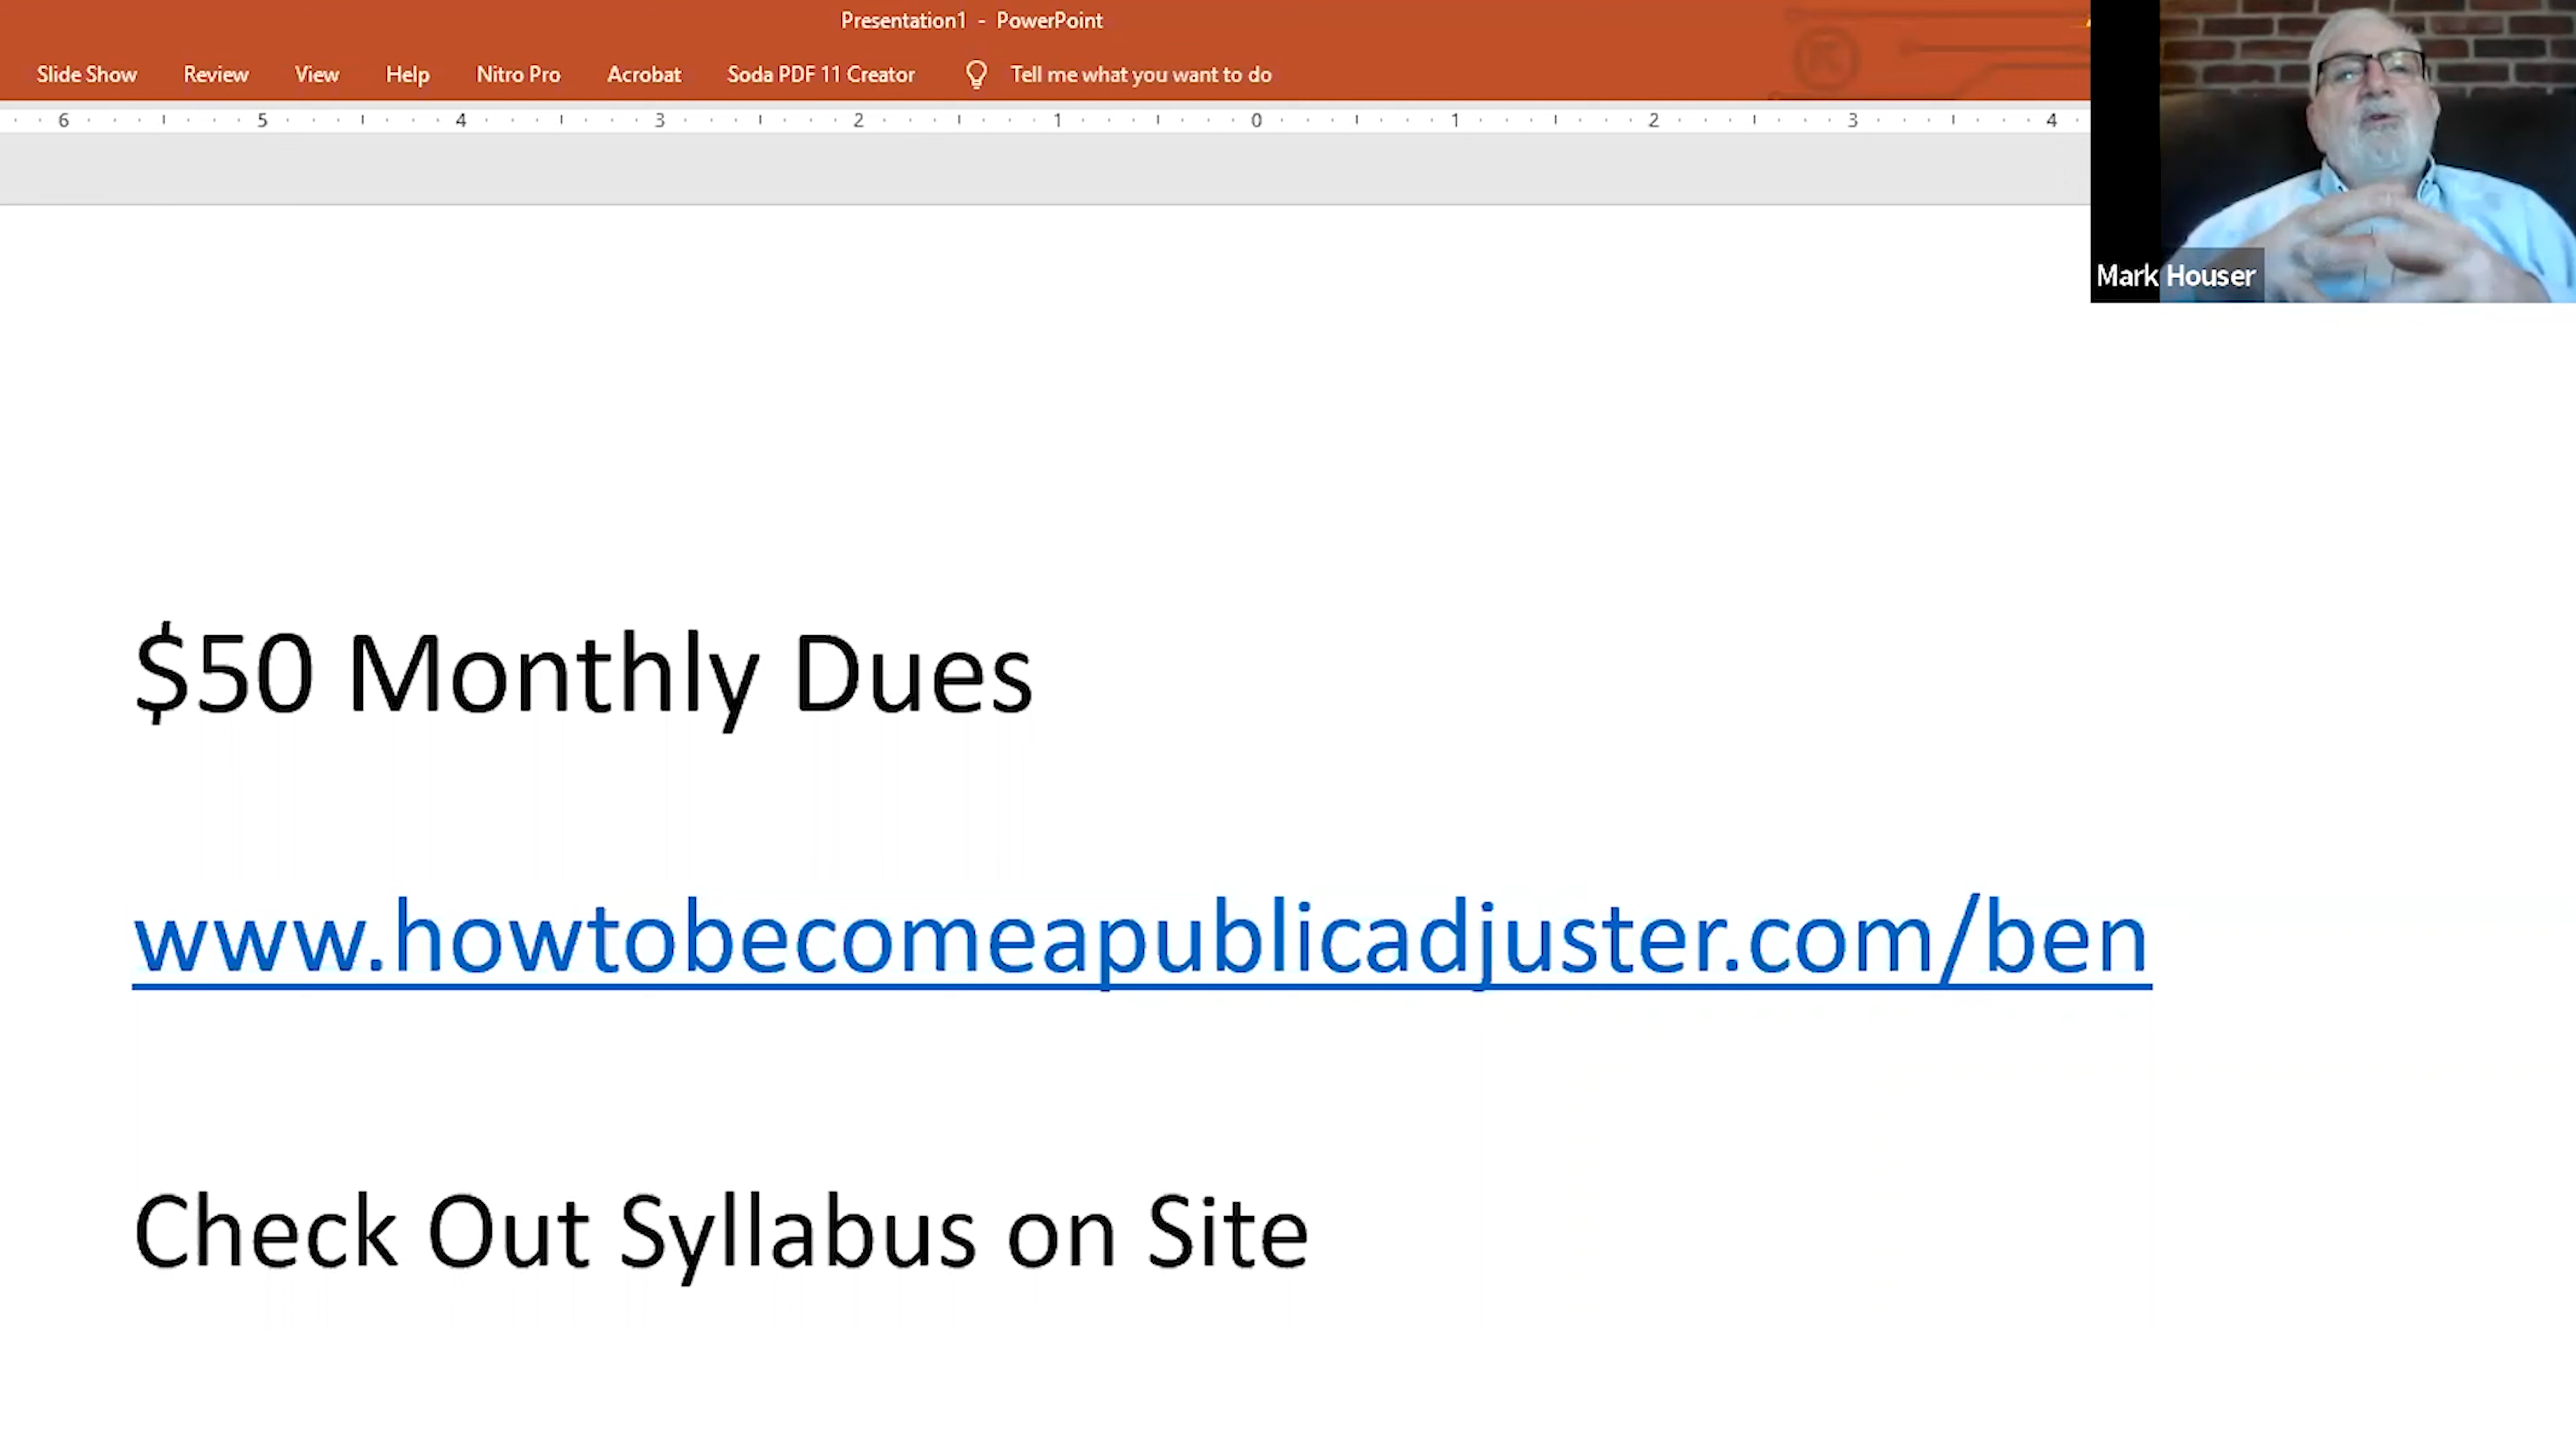 Presentation1 - PowerPoint
Slide Show Review View Help Nitro Pro Acrobat Soda PDF 11 Creator Tell me what you want to do
6 5 4 3 2 1 0 1 2 3 4
Mark Houser
$50 Monthly Dues
www.howtobecomeapublicadjuster.com/ben
Check Out Syllabus on Site